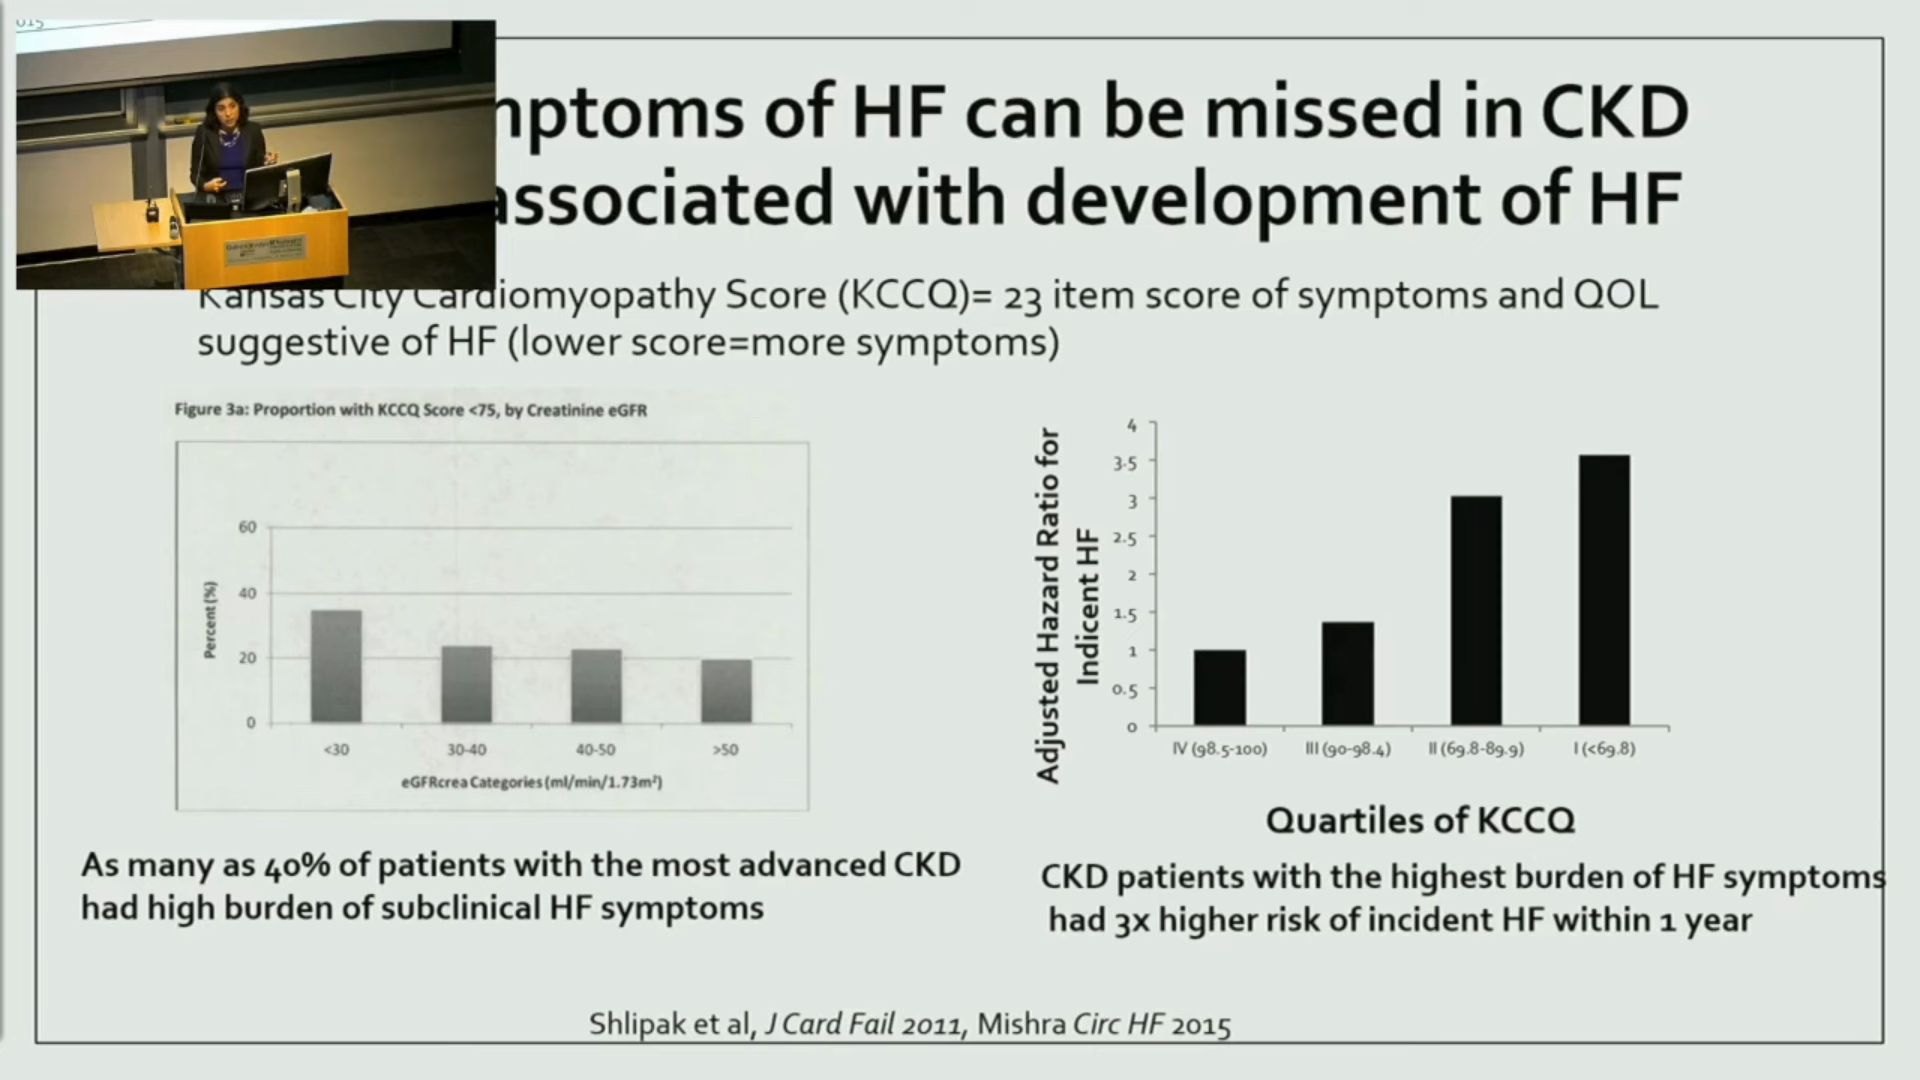 015
mptoms of HF can be missed in CKD
associated with development of HF
Kansas City Cardiomyopathy Score (KCCQ)= 23 item score of symptoms and QOL
suggestive of HF (lower score=more symptoms)
Figure 3a: Proportion with KCCQ Score <75, by Creatinine eGFR
Percent (%)
60
40
20
0
<30 30-40 40-50 >50
eGFRcrea Categories (ml/min/1.73m²)
As many as 40% of patients with the most advanced CKD
had high burden of subclinical HF symptoms
Adjusted Hazard Ratio for
Indicent HF
4
3.5
3
2.5
2
1.5
1
0.5
0
IV (98.5-100) III (90-98.4) II (69.8-89.9) I (<69.8)
Quartiles of KCCQ
CKD patients with the highest burden of HF symptoms
had 3x higher risk of incident HF within 1 year
Shlipak et al, J Card Fail 2011, Mishra Circ HF 2015